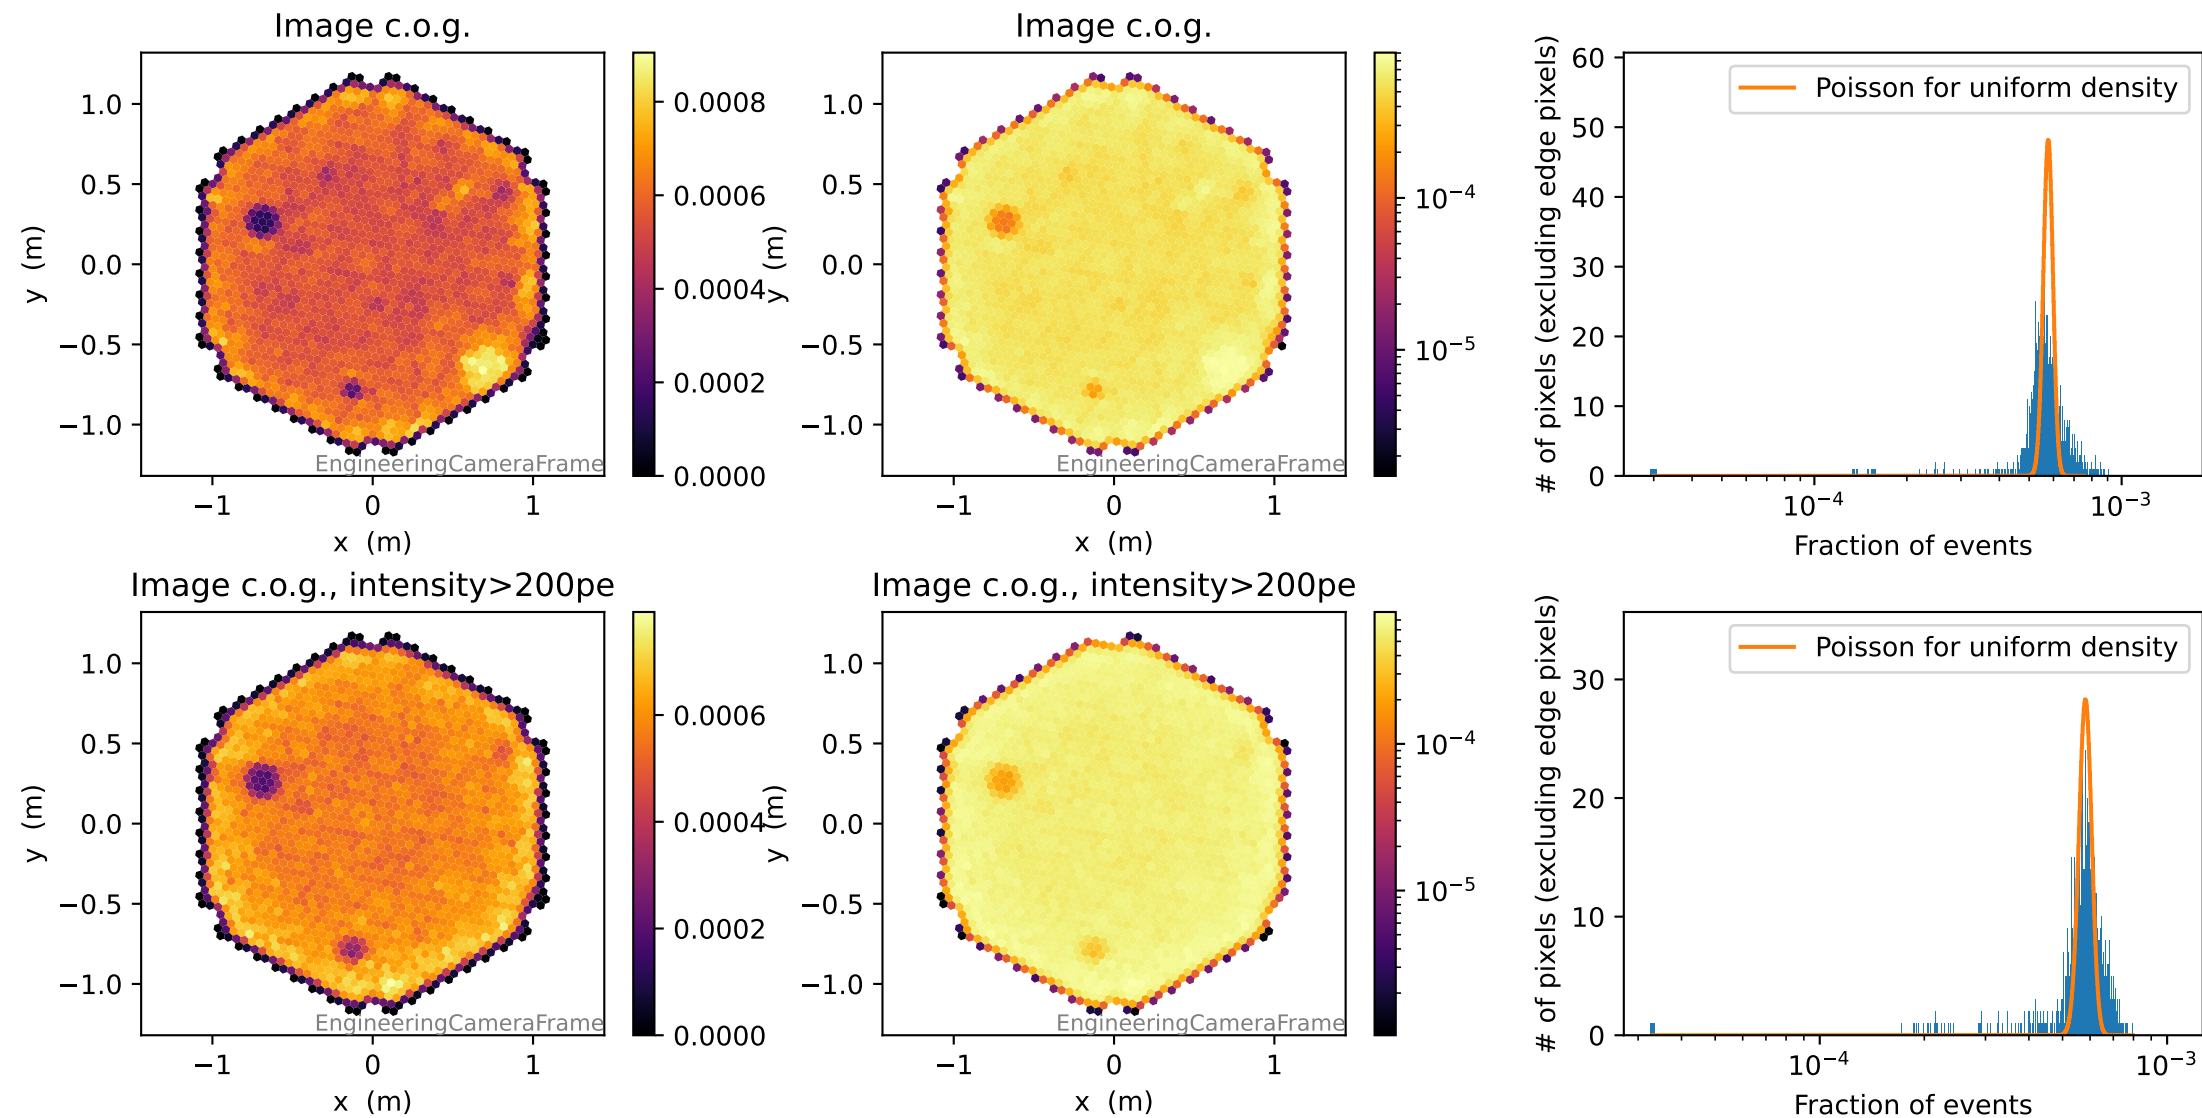 Image c.o.g.
1.0
0.5
0.0
−0.5
−1.0
y (m)
−1
0
1
x (m)
EngineeringCameraFrame
0.0008
0.0006
0.0004
0.0002
0.0000
Image c.o.g.
1.0
0.5
0.0
−0.5
−1.0
y (m)
−1
0
1
x (m)
EngineeringCameraFrame
10⁻⁴
10⁻⁵
60
50
40
30
20
10
0
# of pixels (excluding edge pixels)
Poisson for uniform density
10⁻⁴
10⁻³
Fraction of events
Image c.o.g., intensity>200pe
1.0
0.5
0.0
−0.5
−1.0
y (m)
−1
0
1
x (m)
EngineeringCameraFrame
0.0006
0.0004
0.0002
0.0000
Image c.o.g., intensity>200pe
1.0
0.5
0.0
−0.5
−1.0
y (m)
−1
0
1
x (m)
EngineeringCameraFrame
10⁻⁴
10⁻⁵
30
20
10
0
# of pixels (excluding edge pixels)
Poisson for uniform density
10⁻⁴
10⁻³
Fraction of events